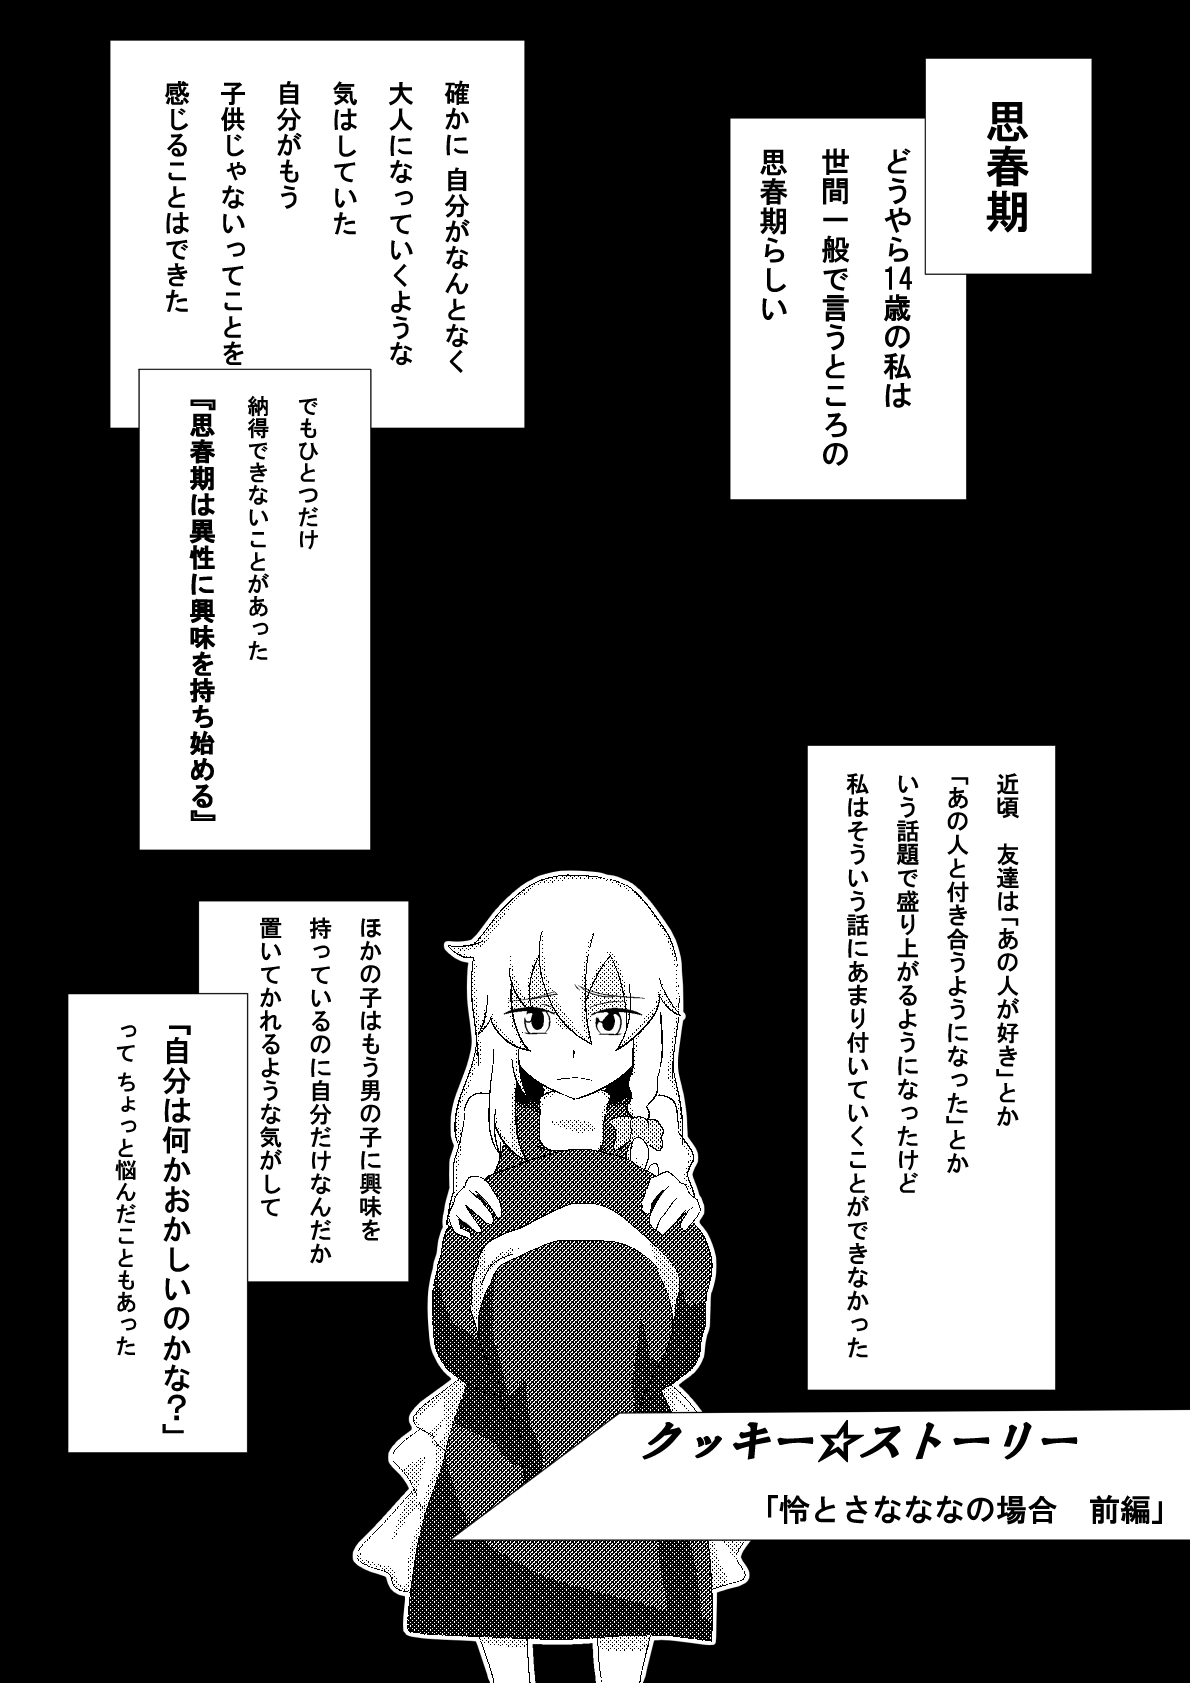 思春期
どうやら14歳の私は
世間一般で言うところの
思春期らしい
確かに 自分がなんとなく
大人になっていくような
気はしていた
自分がもう
子供じゃないってことを
感じることはできた
でもひとつだけ
納得できないことがあった
『思春期は異性に興味を持ち始める』
近頃　友達は「あの人が好き」とか
「あの人と付き合うようになった」とか
いう話題で盛り上がるようになったけど
私はそういう話にあまり付いていくことができなかった
ほかの子はもう男の子に興味を
持っているのに自分だけなんだか
置いてかれるような気がして
「自分は何かおかしいのかな？」
って ちょっと悩んだこともあった
クッキー☆ストーリー
「怜とさなななの場合　前編」